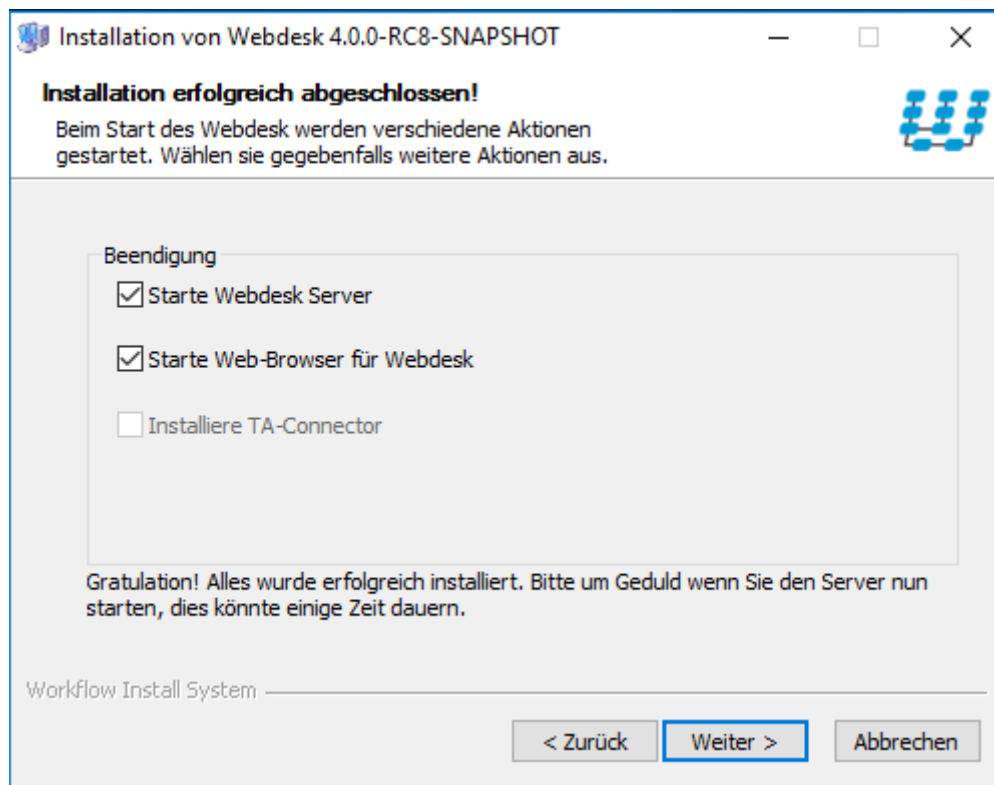 Installation von Webdesk 4.0.0-RC8-SNAPSHOT
Installation erfolgreich abgeschlossen!
Beim Start des Webdesk werden verschiedene Aktionen
gestartet. Wählen sie gegebenfalls weitere Aktionen aus.
Beendigung
Starte Webdesk Server
Starte Web-Browser für Webdesk
Installiere TA-Connector
Gratulation! Alles wurde erfolgreich installiert. Bitte um Geduld wenn Sie den Server nun
starten, dies könnte einige Zeit dauern.
Workflow Install System
< Zurück
Weiter >
Abbrechen